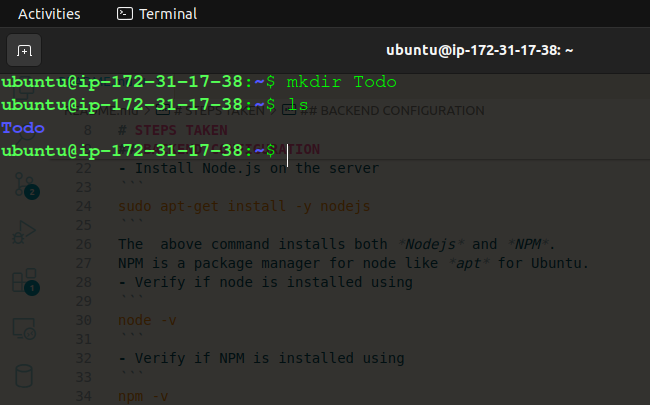 Activities Terminal
ubuntu@ip-172-31-17-38: ~
ubuntu@ip-172-31-17-38:~$ mkdir Todo
ubuntu@ip-172-31-17-38:~$ ls
# STEPS TAKEN > ## BACKEND CONFIGURATION
Todo
8 # STEPS TAKEN
ubuntu@ip-172-31-17-38:~$
22 - Install Node.js on the server
2
23 ```
24 sudo apt-get install -y nodejs
25 ```
26 The  above command installs both *Nodejs* and *NPM*.
27 NPM is a package manager for node like *apt* for Ubuntu.
28 - Verify if node is installed using
1
29 ```
30 node -v
31 ```
32 - Verify if NPM is installed using
33 ```
34 npm -v